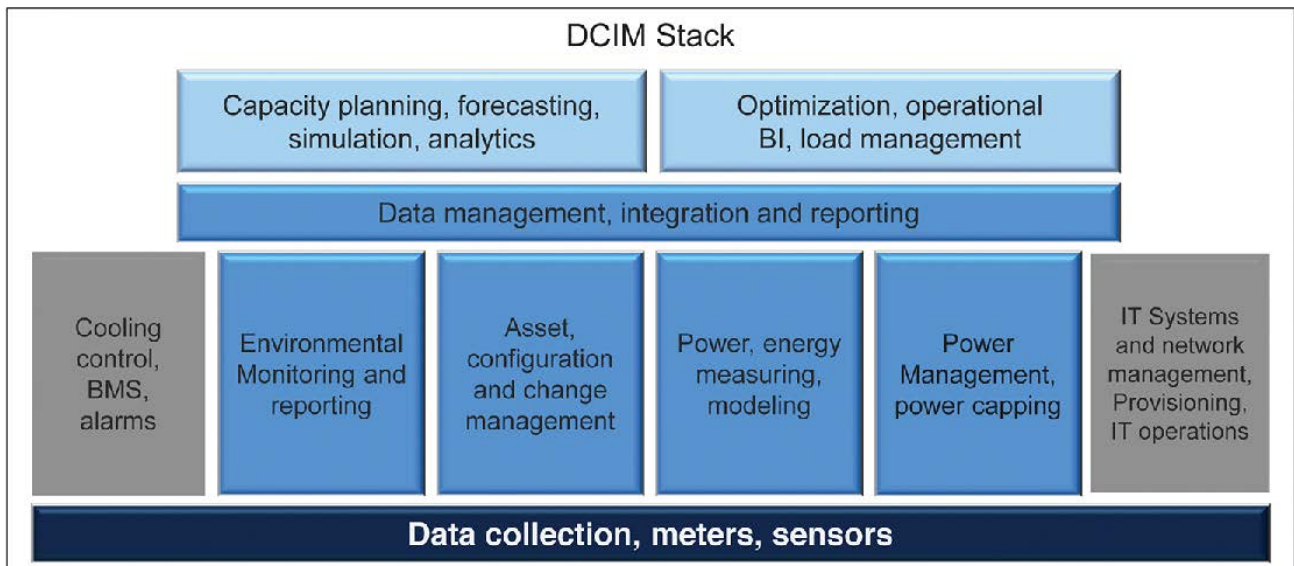 DCIM Stack
Capacity planning, forecasting,
simulation, analytics
Optimization, operational
BI, load management
Data management, integration and reporting
Cooling
control,
BMS,
alarms
Environmental
Monitoring and
reporting
Asset,
configuration
and change
management
Power, energy
measuring,
modeling
Power
Management,
power capping
IT Systems
and network
management,
Provisioning,
IT operations
Data collection, meters, sensors